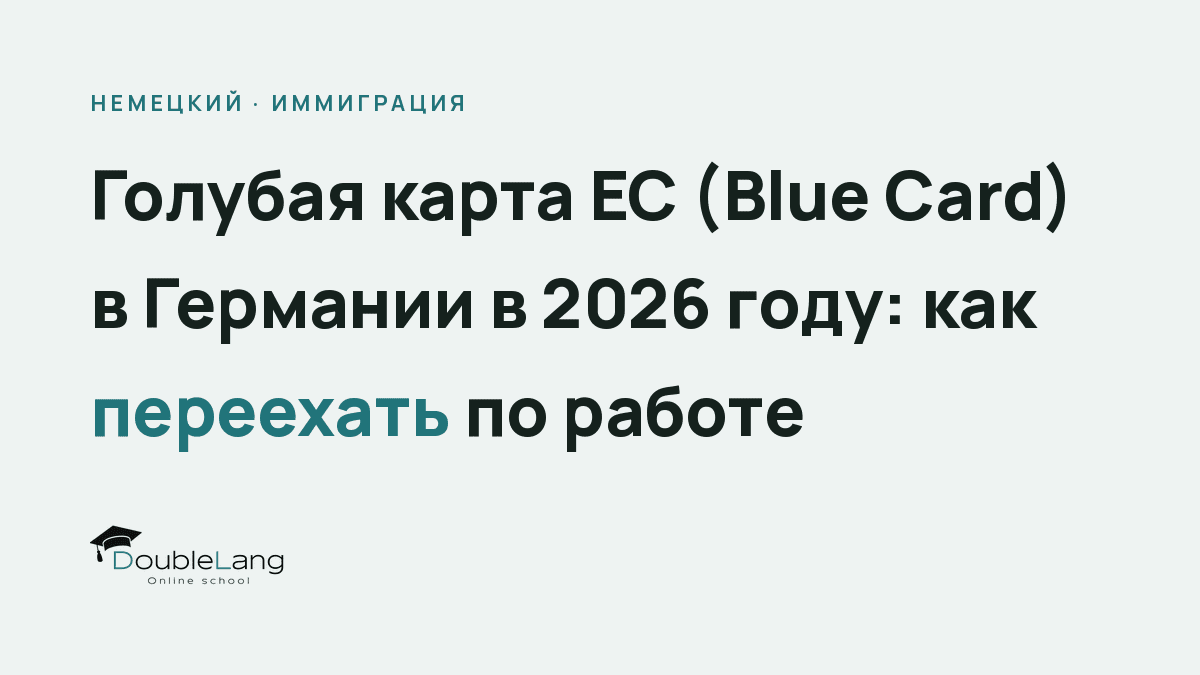 НЕМЕЦКИЙ · ИММИГРАЦИЯ
Голубая карта ЕС (Blue Card)
в Германии в 2026 году: как
переехать по работе
DoubleLang
Online school